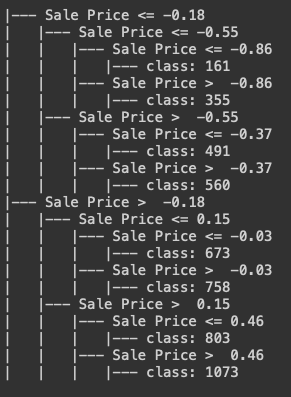 |--- Sale Price <= -0.18
|   |--- Sale Price <= -0.55
|   |   |--- Sale Price <= -0.86
|   |   |   |--- class: 161
|   |   |--- Sale Price >  -0.86
|   |   |   |--- class: 355
|   |--- Sale Price >  -0.55
|   |   |--- Sale Price <= -0.37
|   |   |   |--- class: 491
|   |   |--- Sale Price >  -0.37
|   |   |   |--- class: 560
|--- Sale Price >  -0.18
|   |--- Sale Price <= 0.15
|   |   |--- Sale Price <= -0.03
|   |   |   |--- class: 673
|   |   |--- Sale Price >  -0.03
|   |   |   |--- class: 758
|   |--- Sale Price >  0.15
|   |   |--- Sale Price <= 0.46
|   |   |   |--- class: 803
|   |   |--- Sale Price >  0.46
|   |   |   |--- class: 1073